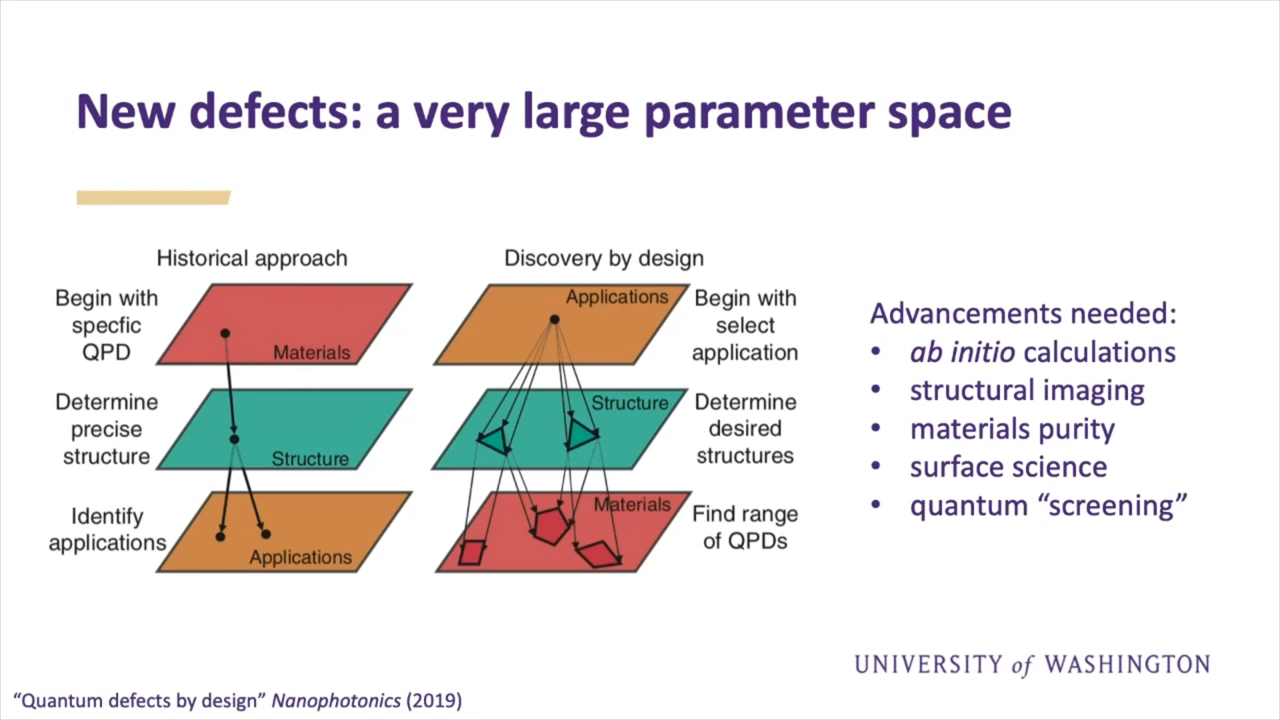 New defects: a very large parameter space
Historical approach
Begin with
specfic
QPD
Materials
Determine
precise
structure
Structure
Identify
applications
Applications
Discovery by design
Applications
Begin with
select
application
Structure
Determine
desired
structures
Materials
Find range
of QPDs
Advancements needed:
• ab initio calculations
• structural imaging
• materials purity
• surface science
• quantum “screening”
UNIVERSITY of WASHINGTON
“Quantum defects by design” Nanophotonics (2019)